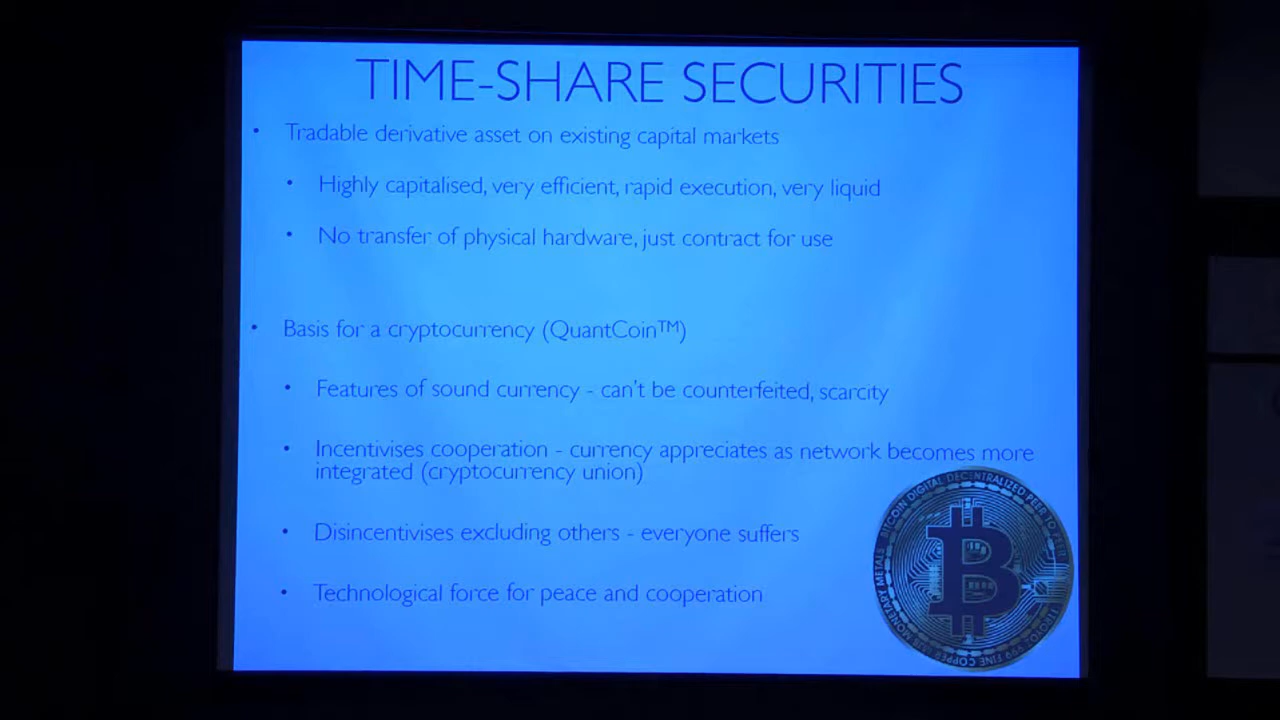 TIME-SHARE SECURITIES
• Tradable derivative asset on existing capital markets
• Highly capitalised, very efficient, rapid execution, very liquid
• No transfer of physical hardware, just contract for use
• Basis for a cryptocurrency (QuantCoin™)
• Features of sound currency - can't be counterfeited, scarcity
• Incentivises cooperation - currency appreciates as network becomes more
integrated (cryptocurrency union)
• Disincentivises excluding others - everyone suffers
• Technological force for peace and cooperation
BITCOIN DIGITAL DECENTRALIZED PEER TO PEER
FINE COPPER
METALS
B